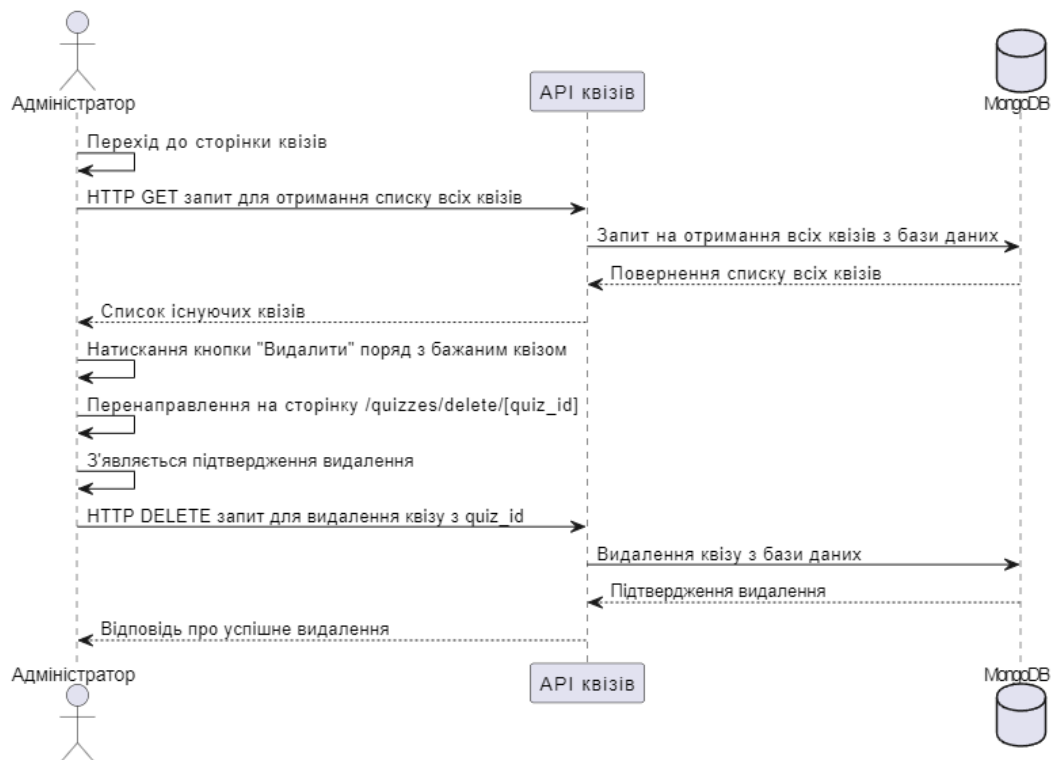 Адміністратор
АРІ квізів
MongoDB
Перехід до сторінки квізів
HTTP GET запит для отримання списку всіх квізів
Запит на отримання всіх квізів з бази даних
Повернення списку всіх квізів
Список існуючих квізів
Натискання кнопки "Видалити" поряд з бажаним квізом
Перенаправлення на сторінку /quizzes/delete/[quiz_id]
З'являється підтвердження видалення
HTTP DELETE запит для видалення квізу з quiz_id
Видалення квізу з бази даних
Підтвердження видалення
Відповідь про успішне видалення
Адміністратор
АРІ квізів
MongoDB